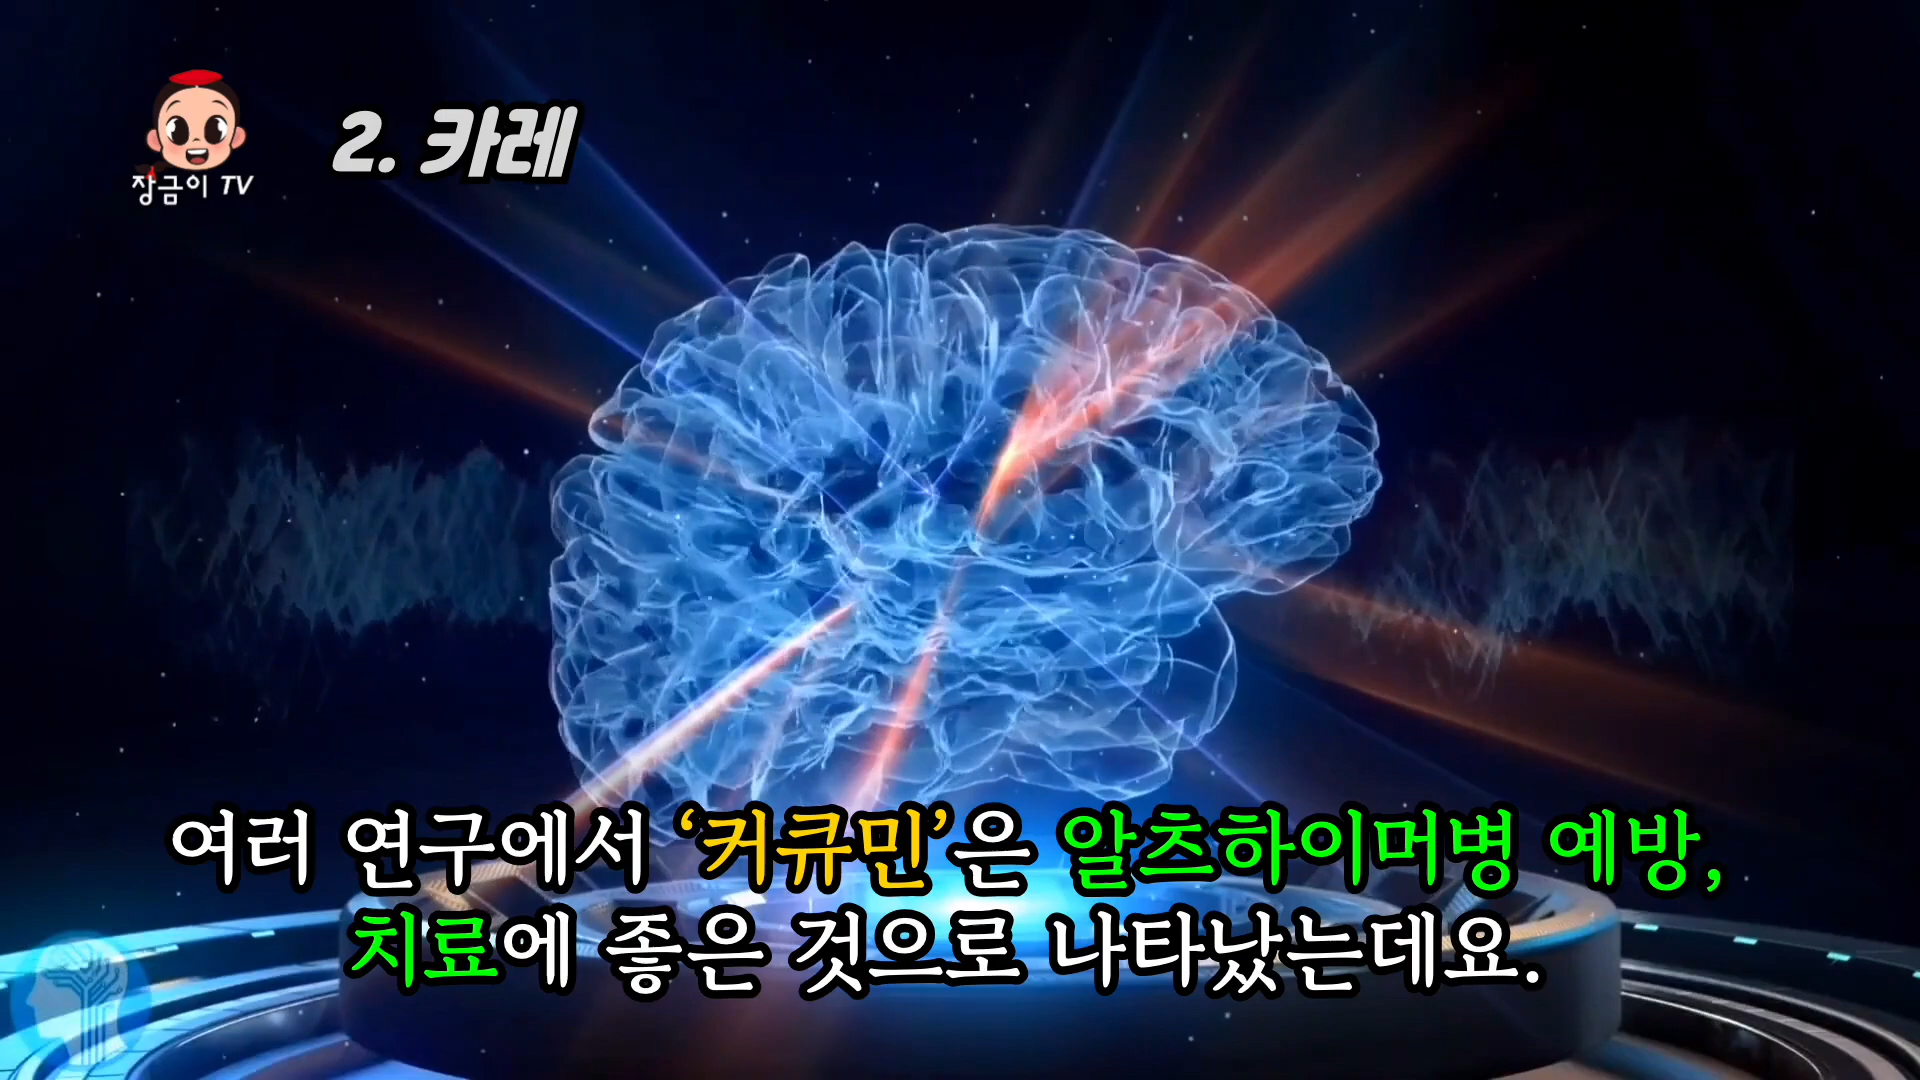 2. 카레
장금이 TV
여러 연구에서 ‘커큐민’은 알츠하이머병 예방,
치료에 좋은 것으로 나타났는데요.